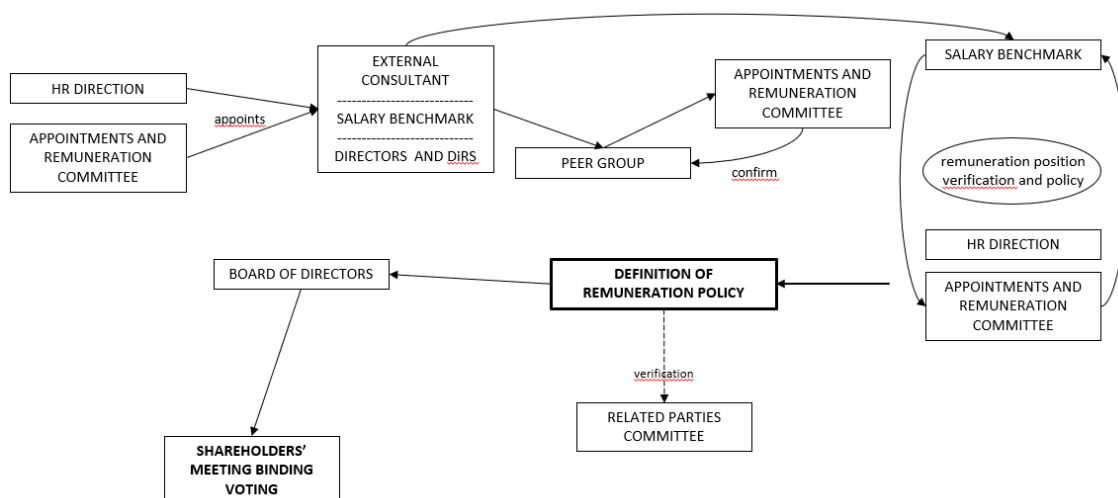 HR DIRECTION
APPOINTMENTS AND
REMUNERATION
COMMITTEE
appoints
EXTERNAL
CONSULTANT
--------------------
SALARY BENCHMARK
--------------------
DIRECTORS AND DiRS
PEER GROUP
APPOINTMENTS AND
REMUNERATION
COMMITTEE
confirm
SALARY BENCHMARK
remuneration position
verification and policy
HR DIRECTION
APPOINTMENTS AND
REMUNERATION
COMMITTEE
DEFINITION OF
REMUNERATION POLICY
verification
RELATED PARTIES
COMMITTEE
BOARD OF DIRECTORS
SHAREHOLDERS’
MEETING BINDING
VOTING